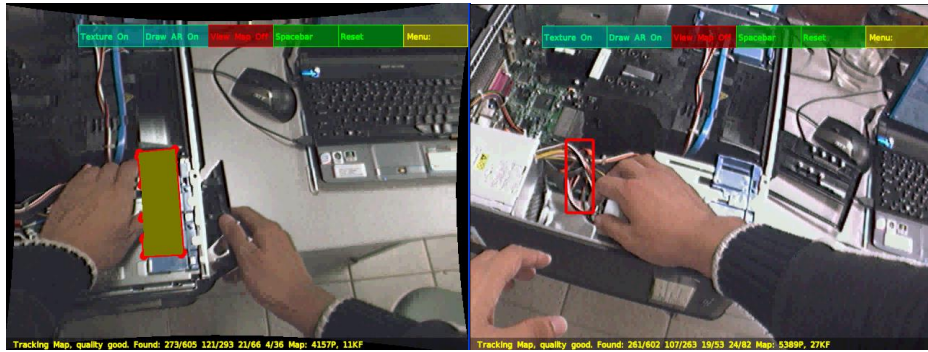 Texture On Draw AR On View Map Off Spacebar Reset Menu:
Tracking Map, quality good. Found: 273/605 121/293 21/66 4/36 Map: 4157P, 11KF
Texture On Draw AR On View Map Off Spacebar Reset Menu:
Tracking Map, quality good. Found: 261/602 107/263 19/53 24/82 Map: 5389P, 27KF